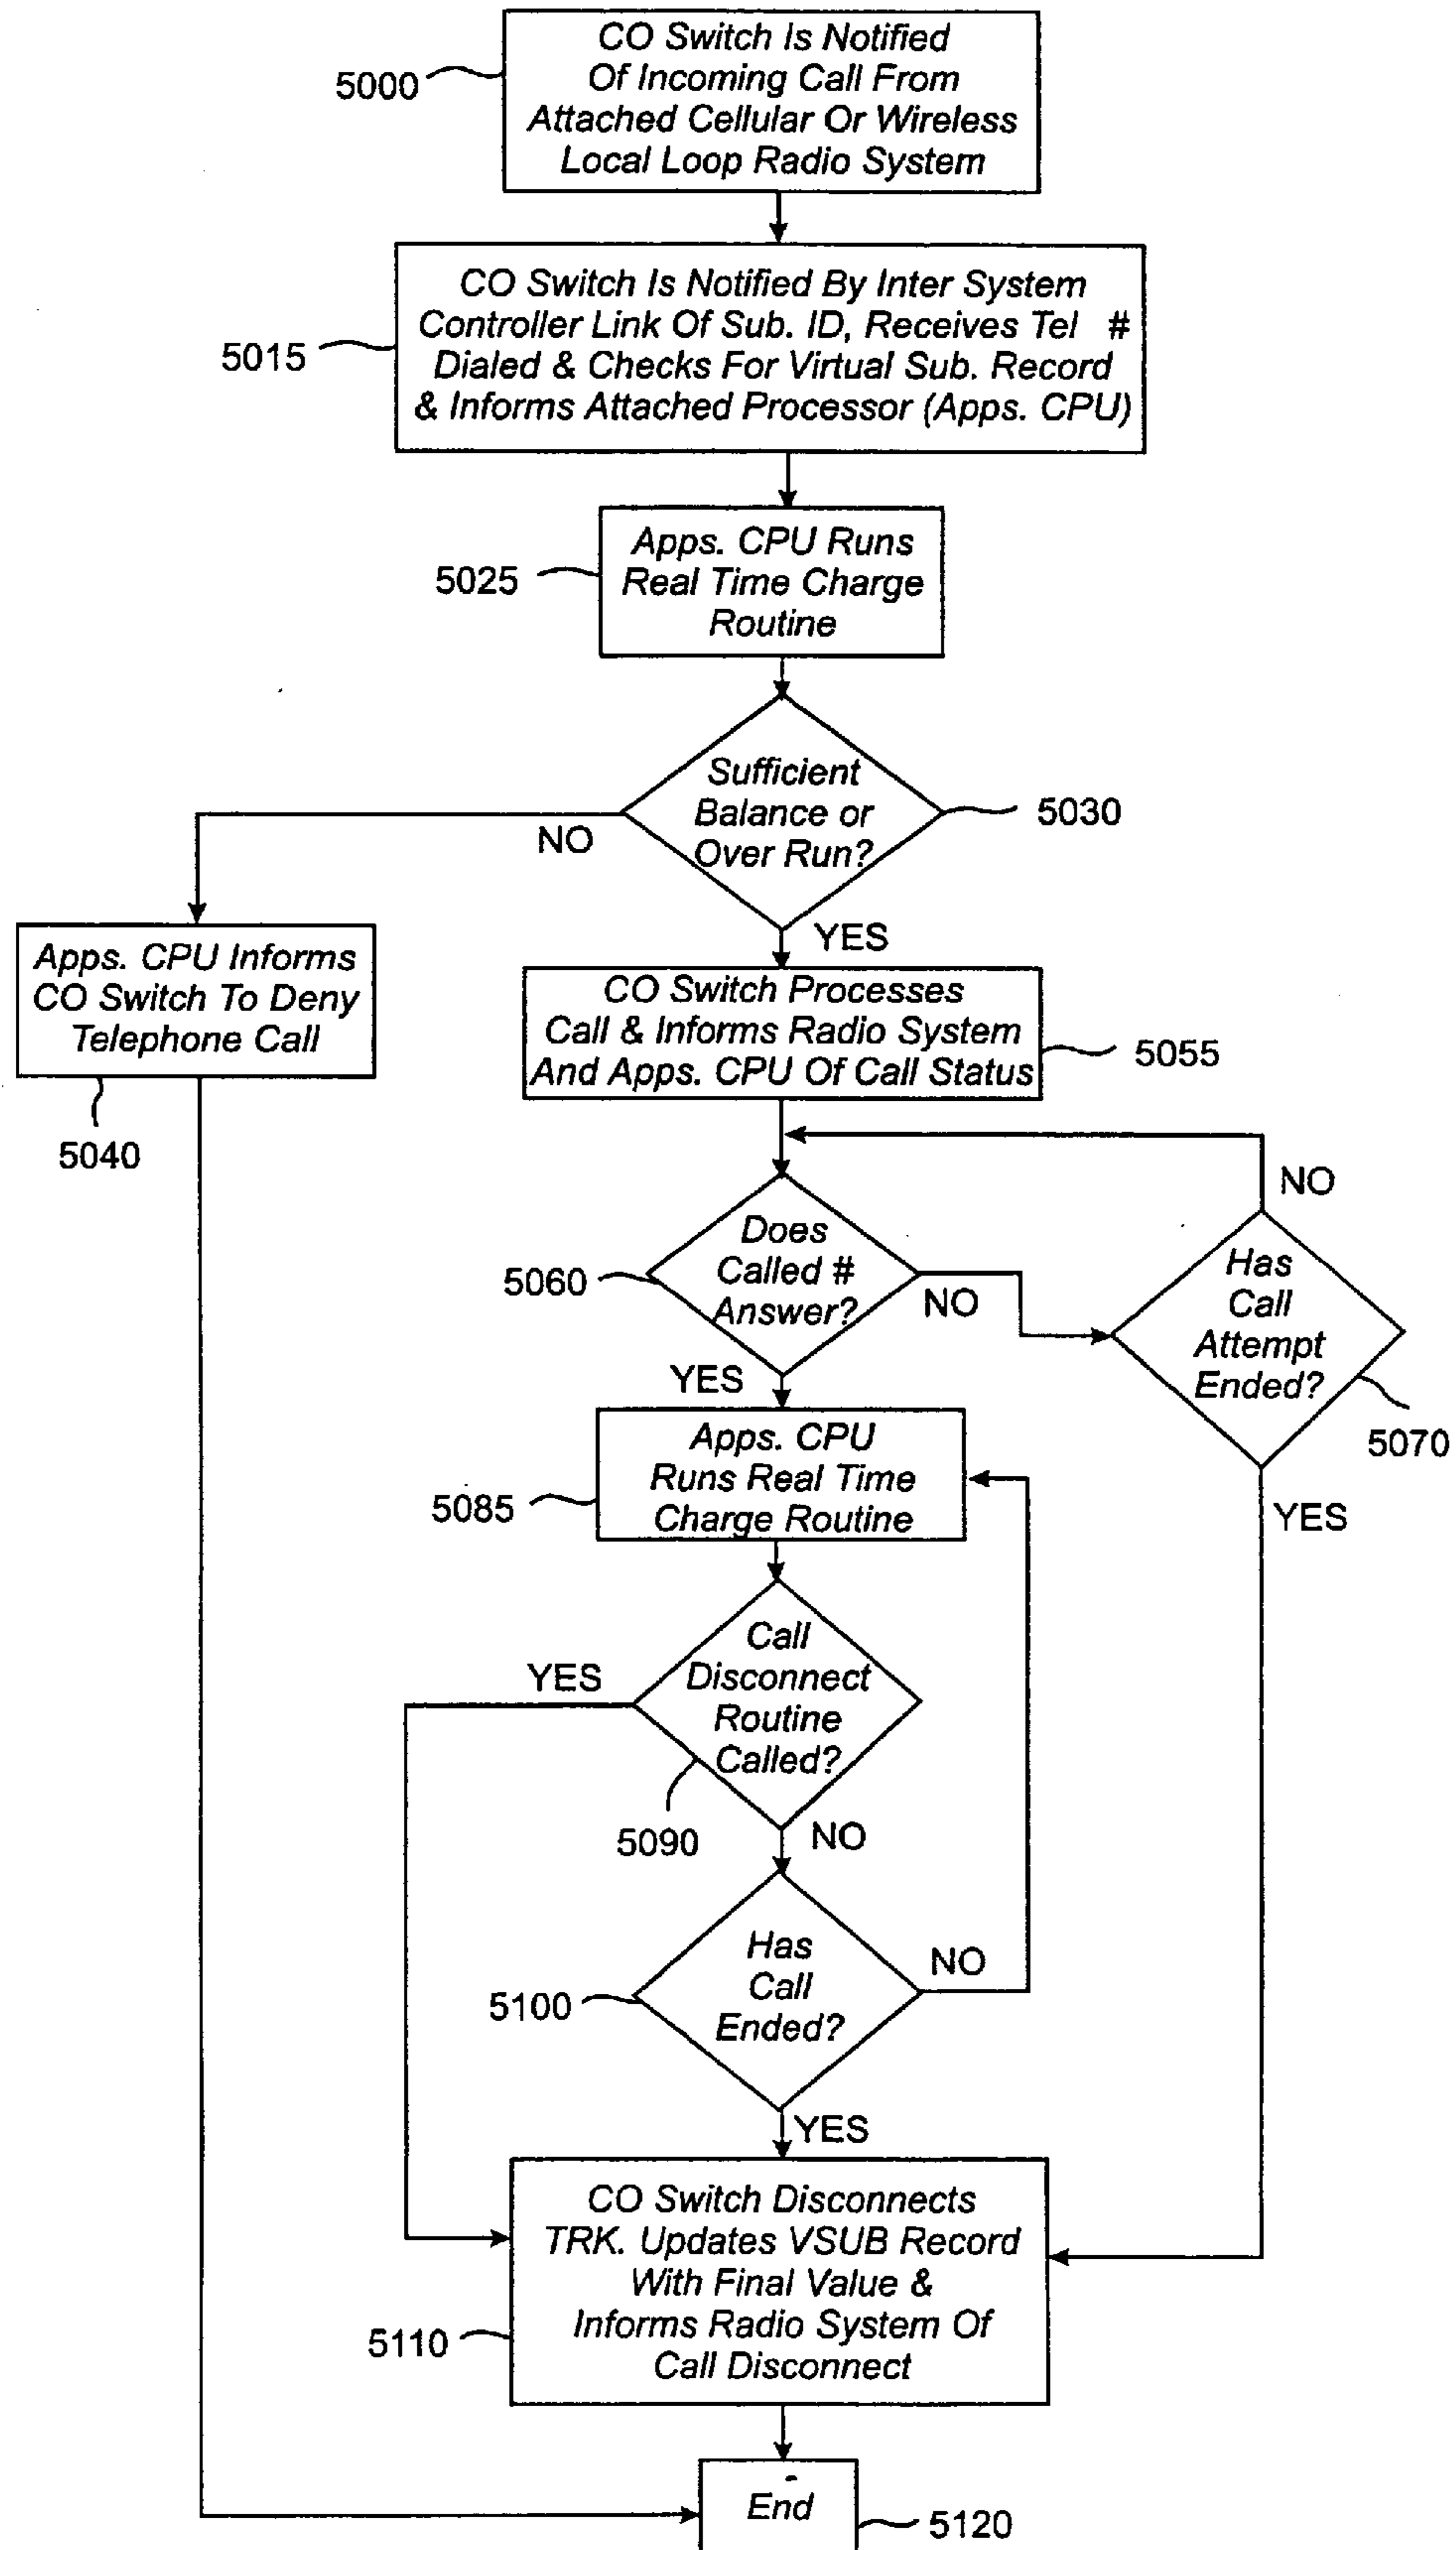 CO Switch Is Notified
Of Incoming Call From
Attached Cellular Or Wireless
Local Loop Radio System
5000
CO Switch Is Notified By Inter System
Controller Link Of Sub. ID, Receives Tel #
Dialed & Checks For Virtual Sub. Record
& Informs Attached Processor (Apps. CPU)
5015
Apps. CPU Runs
Real Time Charge
Routine
5025
Sufficient
Balance or
Over Run?
5030
NO
YES
Apps. CPU Informs
CO Switch To Deny
Telephone Call
5040
CO Switch Processes
Call & Informs Radio System
And Apps. CPU Of Call Status
5055
Does
Called #
Answer?
5060
NO
YES
Has
Call
Attempt
Ended?
5070
NO
YES
Apps. CPU
Runs Real Time
Charge Routine
5085
Call
Disconnect
Routine
Called?
5090
YES
NO
Has
Call
Ended?
5100
NO
YES
CO Switch Disconnects
TRK. Updates VSUB Record
With Final Value &
Informs Radio System Of
Call Disconnect
5110
End
5120